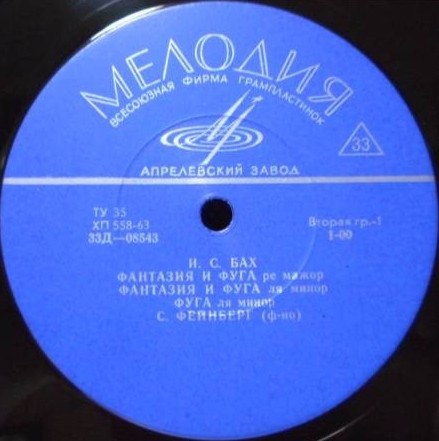 МЕЛОДИЯ
ВСЕСОЮЗНАЯ ФИРМА ГРАМПЛАСТИНОК
33
АПРЕЛЕВСКИЙ ЗАВОД
ТУ 35
ХП 558-63
33Д—08543
Вторая гр.-1
1-00
И. С. БАХ
ФАНТАЗИЯ И ФУГА ре мажор
ФАНТАЗИЯ И ФУГА ля минор
ФУГА ля минор
С. ФЕЙНБЕРГ (ф-но)